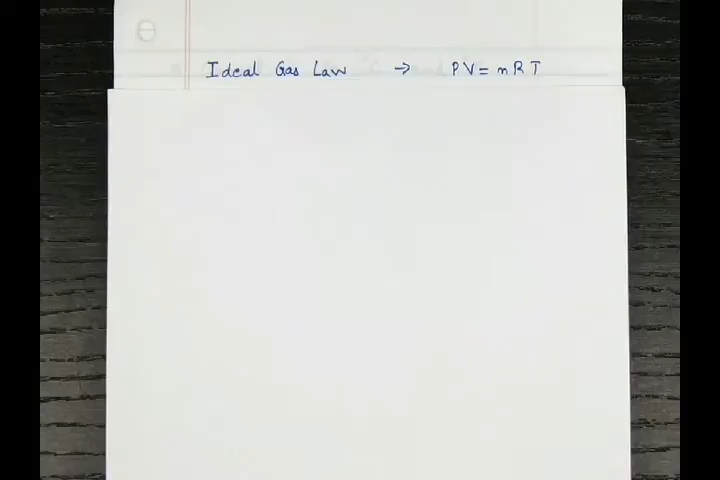 Ideal Gas Law → PV = nRT